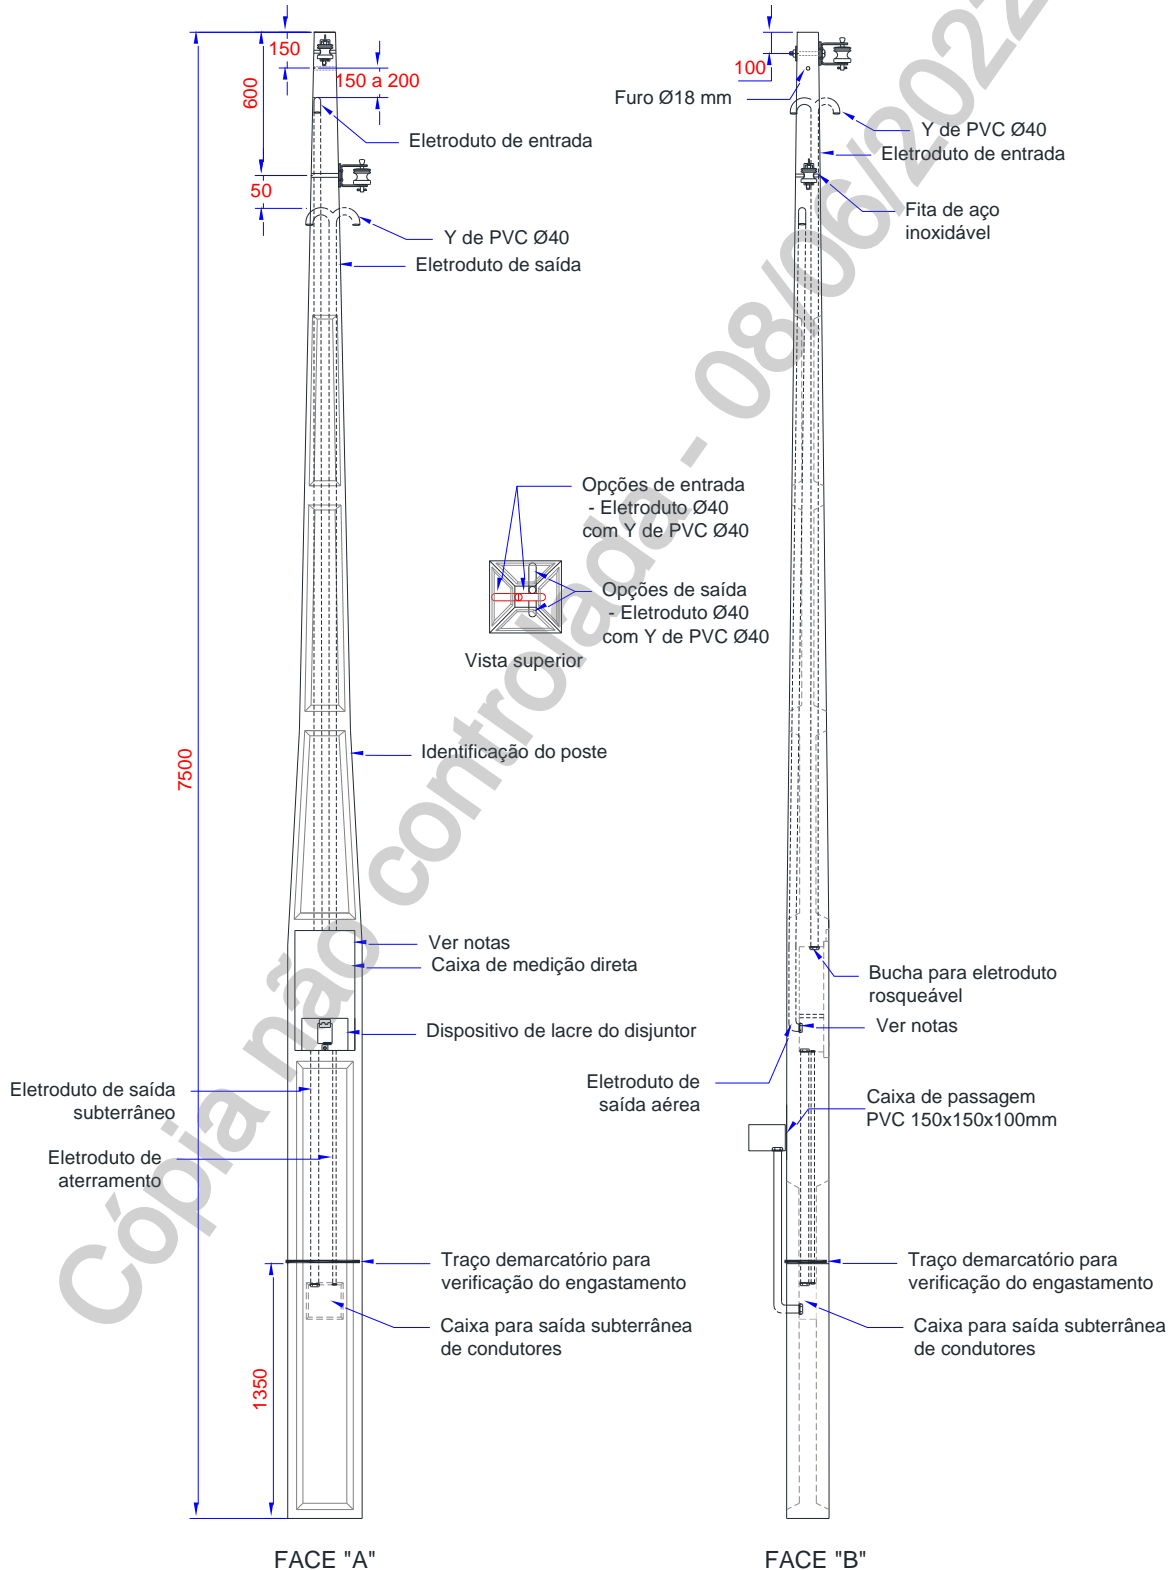 150
600
150 a 200
Eletroduto de entrada
50
Y de PVC Ø40
Eletroduto de saída
100
Furo Ø18 mm
Y de PVC Ø40
Eletroduto de entrada
Fita de aço
inoxidável
Opções de entrada
- Eletroduto Ø40
com Y de PVC Ø40
Opções de saída
- Eletroduto Ø40
com Y de PVC Ø40
Vista superior
7500
Identificação do poste
Ver notas
Caixa de medição direta
Dispositivo de lacre do disjuntor
Eletroduto de saída
subterrâneo
Eletroduto de
aterramento
Traço demarcatório para
verificação do engastamento
Caixa para saída subterrânea
de condutores
1350
Bucha para eletroduto
rosqueável
Ver notas
Eletroduto de
saída aérea
Caixa de passagem
PVC 150x150x100mm
Traço demarcatório para
verificação do engastamento
Caixa para saída subterrânea
de condutores
FACE "A"
FACE "B"
Cópia não controlada - 08/06/2022